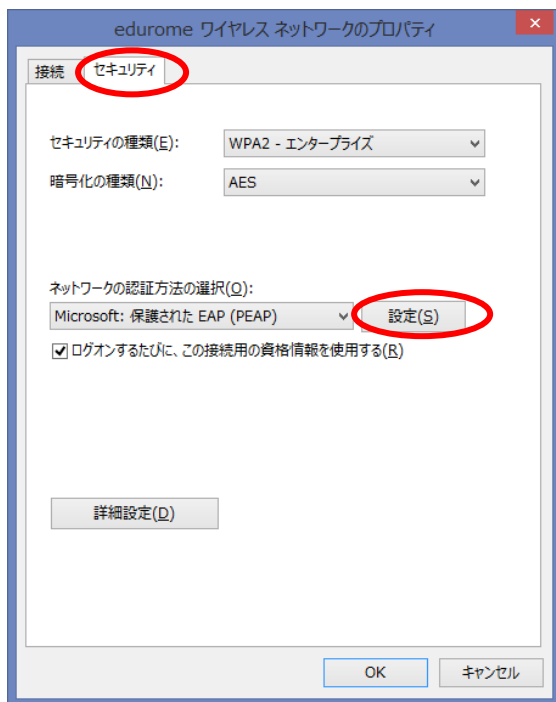 edurome ワイヤレス ネットワークのプロパティ
接続 セキュリティ
セキュリティの種類(E): WPA2 - エンタープライズ
暗号化の種類(N): AES
ネットワークの認証方法の選択(O):
Microsoft: 保護された EAP (PEAP) 設定(S)
ログオンするたびに、この接続用の資格情報を使用する(R)
詳細設定(D)
OK キャンセル